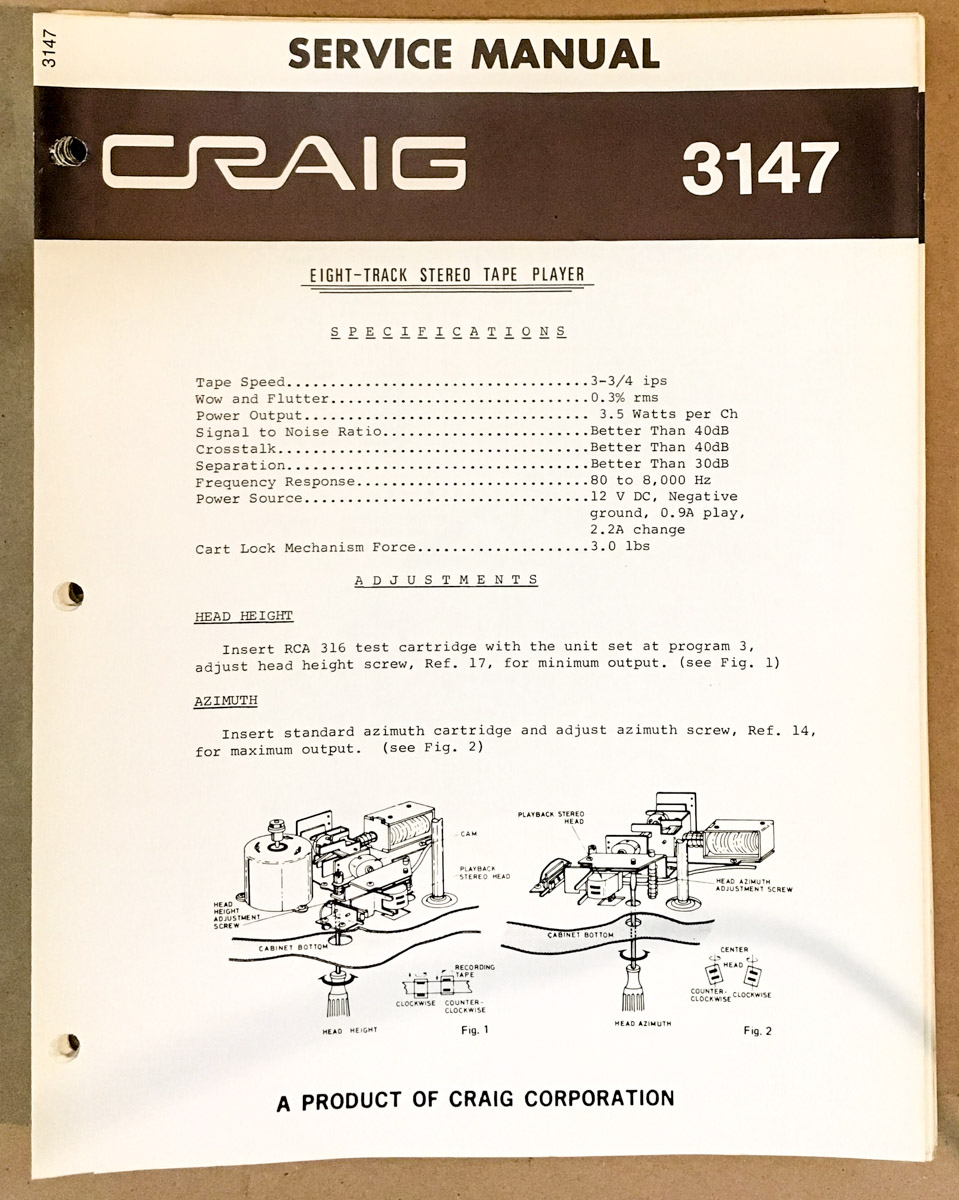 3147
SERVICE MANUAL
CRAIG 3147
EIGHT-TRACK STEREO TAPE PLAYER
SPECIFICATIONS
Tape Speed..................................3-3/4 ips
Wow and Flutter.............................0.3% rms
Power Output................................ 3.5 Watts per Ch
Signal to Noise Ratio.......................Better Than 40dB
Crosstalk...................................Better Than 40dB
Separation..................................Better Than 30dB
Frequency Response..........................80 to 8,000 Hz
Power Source................................12 V DC, Negative
ground, 0.9A play,
2.2A change
Cart Lock Mechanism Force...................3.0 lbs
ADJUSTMENTS
HEAD HEIGHT
Insert RCA 316 test cartridge with the unit set at program 3,
adjust head height screw, Ref. 17, for minimum output. (see Fig. 1)
AZIMUTH
Insert standard azimuth cartridge and adjust azimuth screw, Ref. 14,
for maximum output. (see Fig. 2)
CAM
PLAYBACK
STEREO HEAD
HEAD
HEIGHT
ADJUSTMENT
SCREW
CABINET BOTTOM
RECORDING
TAPE
CLOCKWISE
COUNTER-
CLOCKWISE
HEAD HEIGHT
Fig. 1
PLAYBACK STEREO
HEAD
HEAD AZIMUTH
ADJUSTMENT SCREW
CABINET BOTTOM
CENTER
HEAD
COUNTER-
CLOCKWISE
CLOCKWISE
HEAD AZIMUTH
Fig. 2
A PRODUCT OF CRAIG CORPORATION